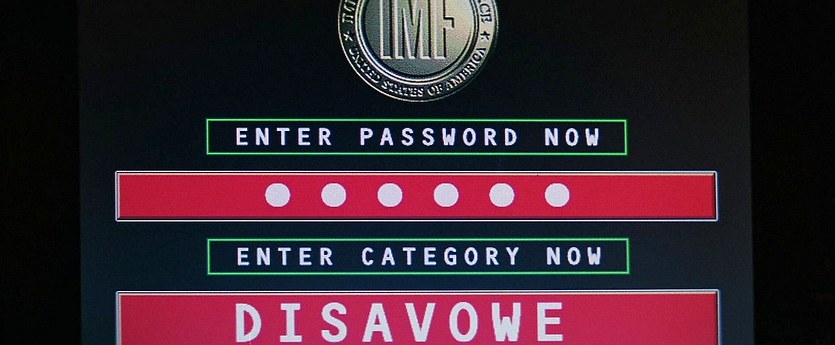 IMF
UNITED STATES OF AMERICA
ENTER PASSWORD NOW
ENTER CATEGORY NOW
DISAVOWE